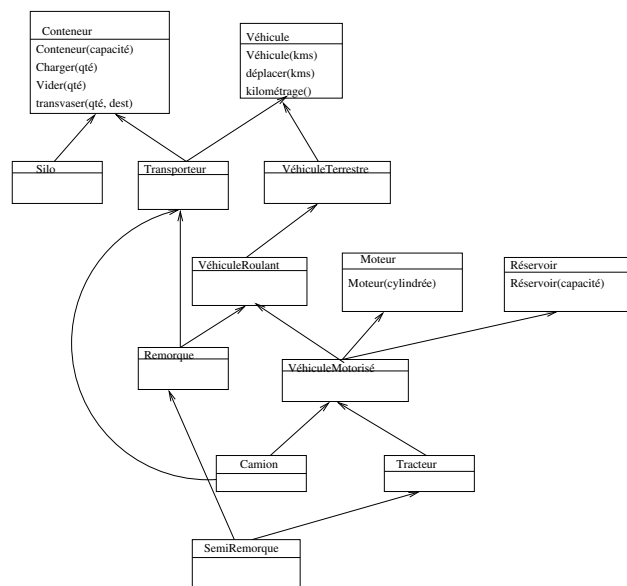 Conteneur
Conteneur(capacité)
Charger(qté)
Vider(qté)
transvaser(qté, dest)
Véhicule
Véhicule(kms)
déplacer(kms)
kilométrage()
Silo
Transporteur
VéhiculeTerrestre
VéhiculeRoulant
Moteur
Moteur(cylindrée)
Réservoir
Réservoir(capacité)
Remorque
VéhiculeMotorisé
Camion
Tracteur
SemiRemorque